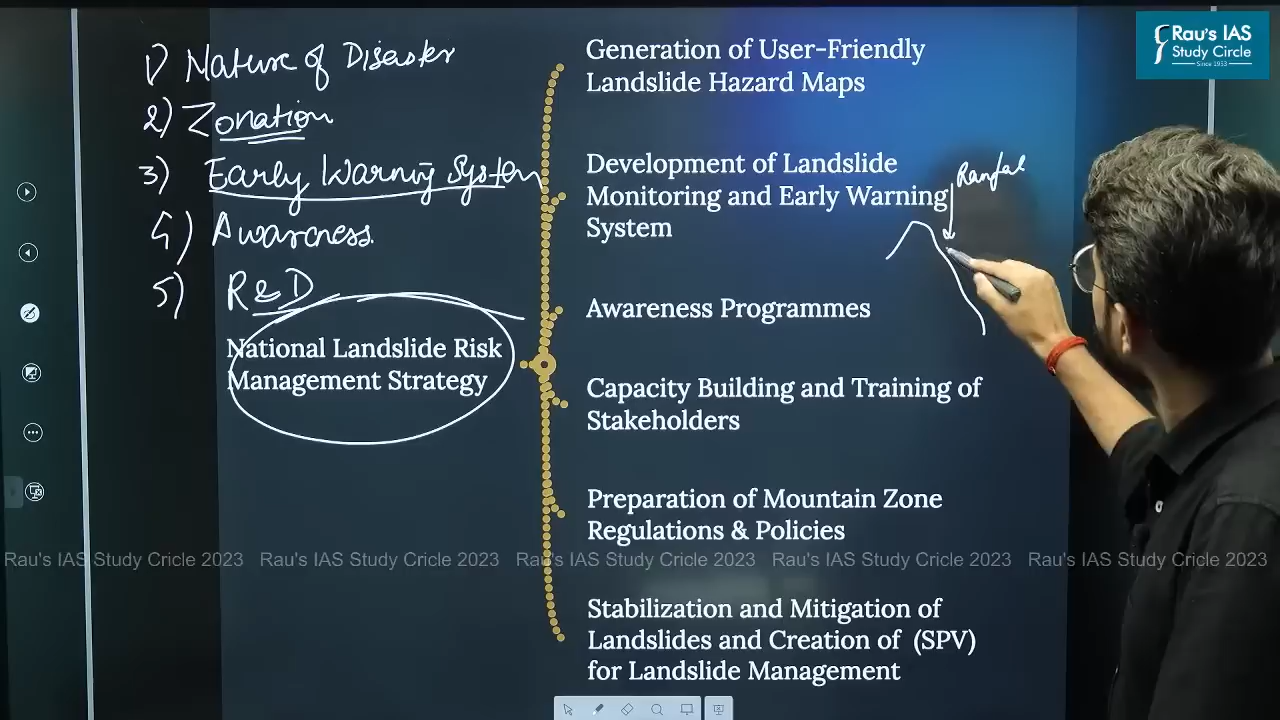 Rau's IAS
Study Circle
Since 1953
1) Nature of Disaster
2) Zonation
3) Early Warning System
4) Awareness.
5) R&D
National Landslide Risk
Management Strategy
Generation of User-Friendly
Landslide Hazard Maps
Development of Landslide
Monitoring and Early Warning
System
Rainfal
Awareness Programmes
Capacity Building and Training of
Stakeholders
Preparation of Mountain Zone
Regulations & Policies
Rau's IAS Study Cricle 2023 Rau's IAS Study Cricle 2023 Rau's IAS Study Cricle 2023 Rau's IAS Study Cricle 2023 Rau's IAS Study Cricle 2023
Stabilization and Mitigation of
Landslides and Creation of (SPV)
for Landslide Management